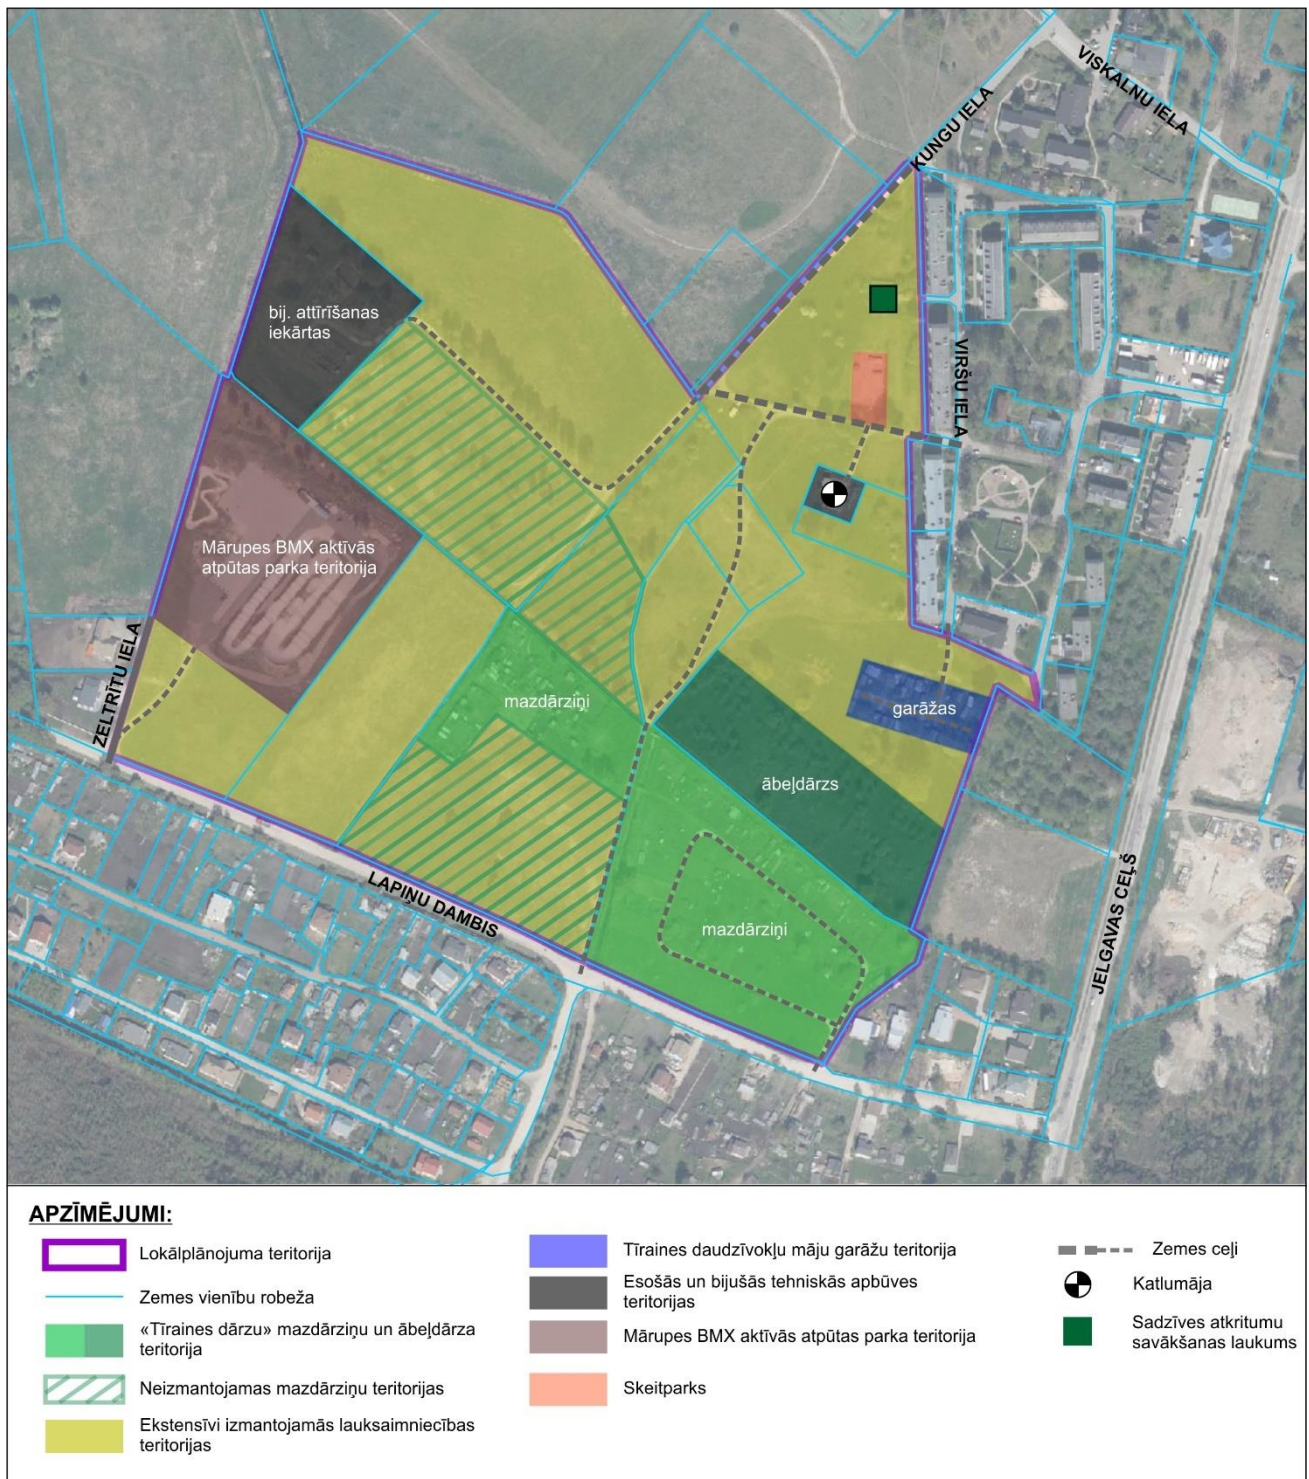 VISKALNU IELA
KUNGU IELA
bij. attīrīšanas
iekārtas
VIRŠU IELA
Mārupes BMX aktīvās
atpūtas parka teritorija
ZELTRĪTU IELA
mazdārziņi
garāžas
ābeļdārzs
LAPIŅU DAMBIS
mazdārziņi
JELGAVAS CEĻŠ
APZĪMĒJUMI:
Lokālplānojuma teritorija
Zemes vienību robeža
«Tīraines dārzu» mazdārziņu un ābeļdārza
teritorija
Neizmantojamas mazdārziņu teritorijas
Ekstensīvi izmantojamās lauksaimniecības
teritorijas
Tīraines daudzīvokļu māju garāžu teritorija
Esošās un bijušās tehniskās apbūves
teritorijas
Mārupes BMX aktīvās atpūtas parka teritorija
Skeitparks
Zemes ceļi
Katlumāja
Sadzīves atkritumu
savākšanas laukums